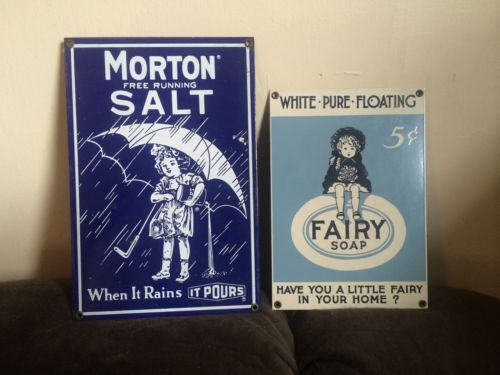 MORTON®
FREE RUNNING
SALT
When It Rains IT POURS
WHITE · PURE · FLOATING
5¢
FAIRY
SOAP
HAVE YOU A LITTLE FAIRY
IN YOUR HOME ?